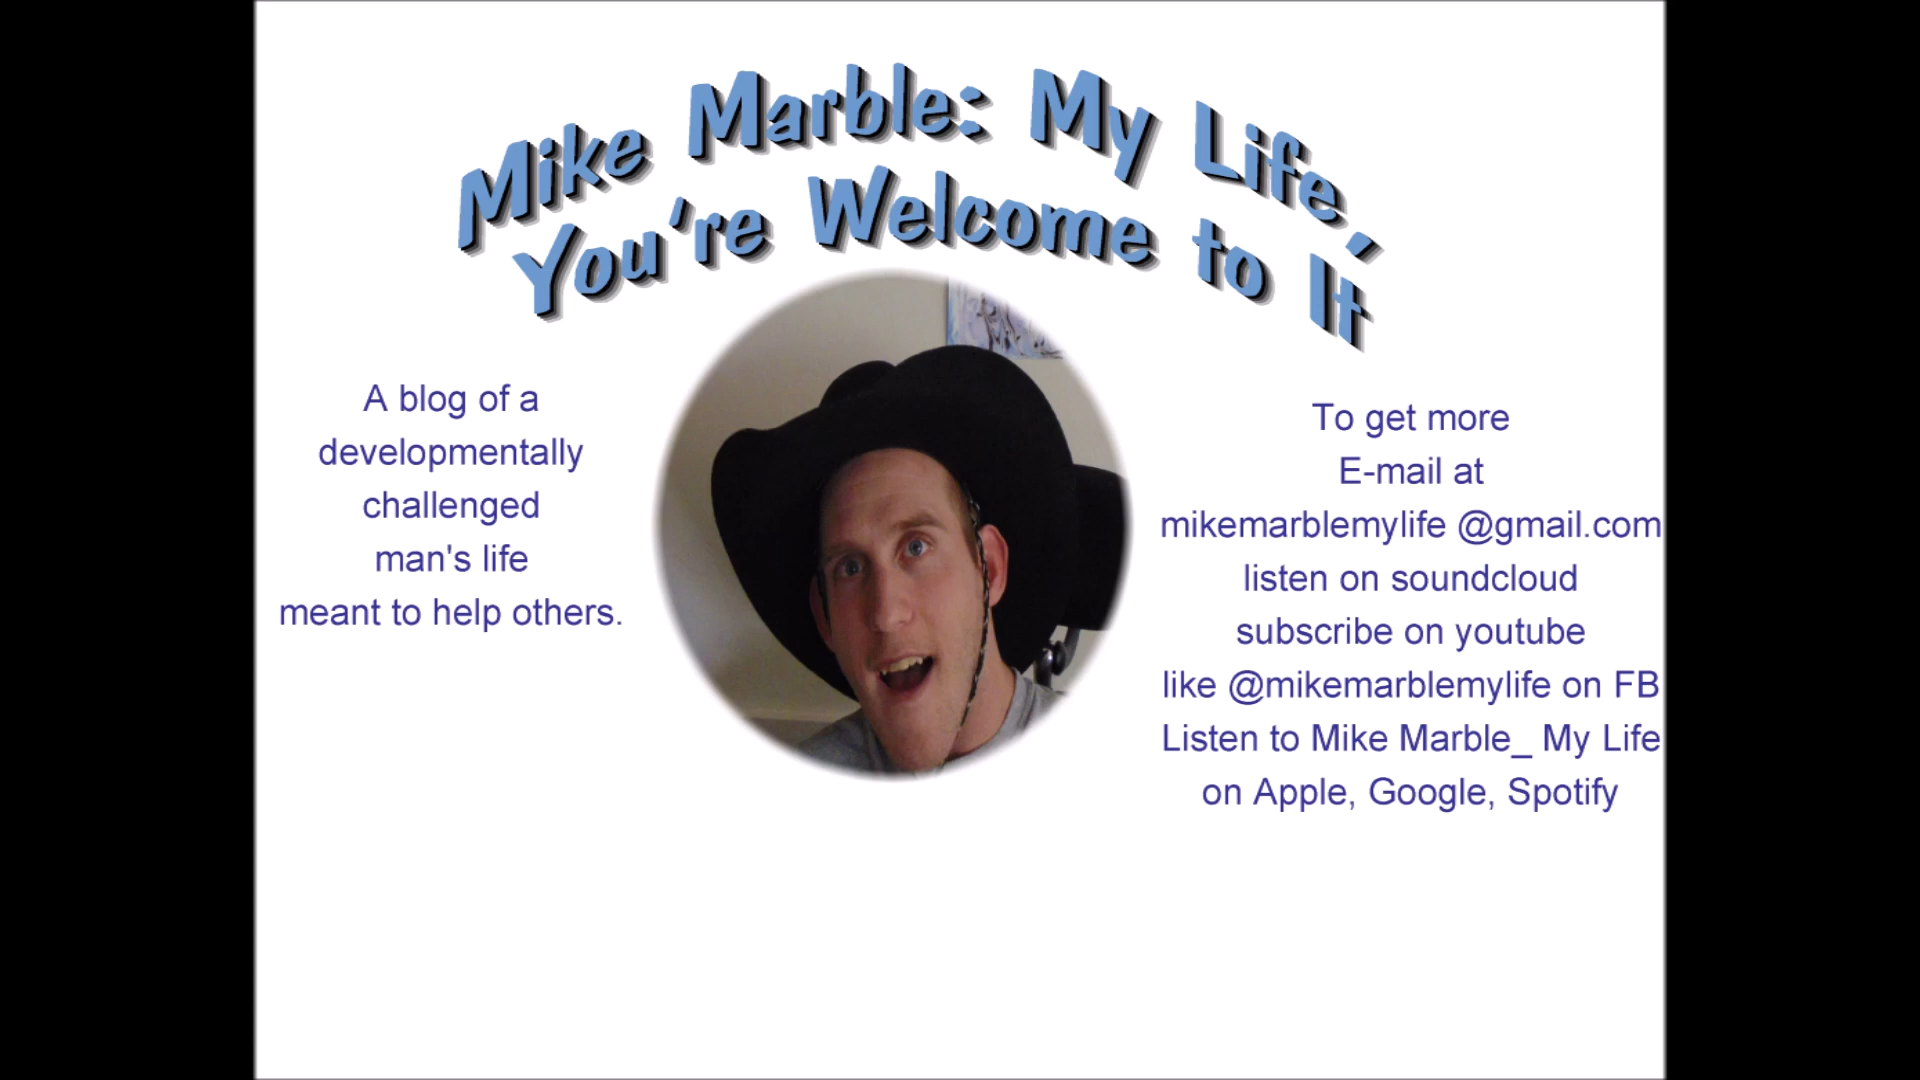 Mike Marble: My Life,
You're Welcome to It
A blog of a
developmentally
challenged
man's life
meant to help others.
To get more
E-mail at
mikemarblemylife @gmail.com
listen on soundcloud
subscribe on youtube
like @mikemarblemylife on FB
Listen to Mike Marble_ My Life
on Apple, Google, Spotify